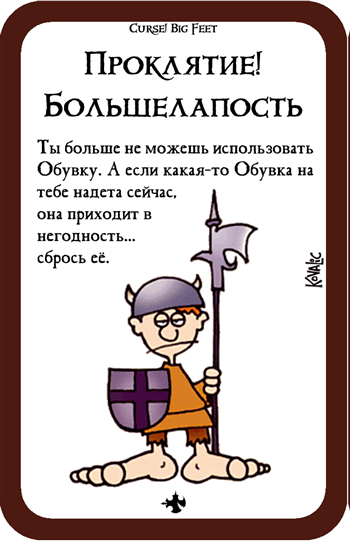 Curse! Big Feet
Проклятие!
Большелапость
Ты больше не можешь использовать
Обувку. А если какая-то Обувка на
тебе надета сейчас,
она приходит в
негодность...
сбрось её.
Kovalic